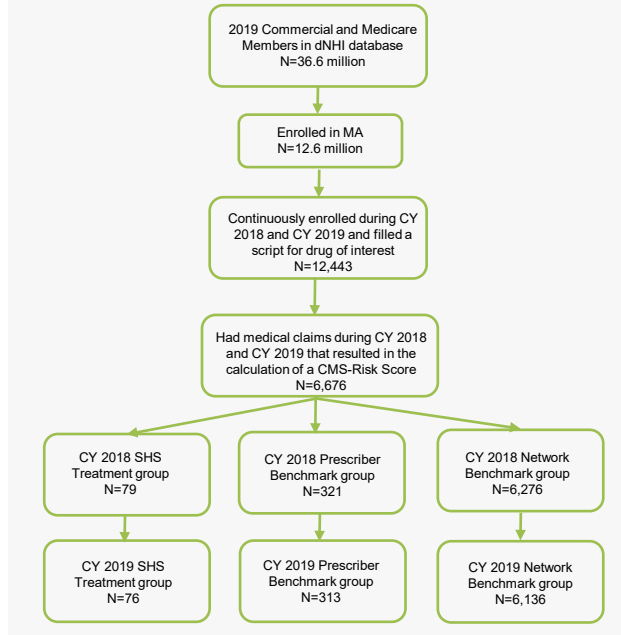 2019 Commercial and Medicare
Members in dNHI database
N=36.6 million
Enrolled in MA
N=12.6 million
Continuously enrolled during CY
2018 and CY 2019 and filled a
script for drug of interest
N=12,443
Had medical claims during CY 2018
and CY 2019 that resulted in the
calculation of a CMS-Risk Score
N=6,676
CY 2018 SHS
Treatment group
N=79
CY 2018 Prescriber
Benchmark group
N=321
CY 2018 Network
Benchmark group
N=6,276
CY 2019 SHS
Treatment group
N=76
CY 2019 Prescriber
Benchmark group
N=313
CY 2019 Network
Benchmark group
N=6,136